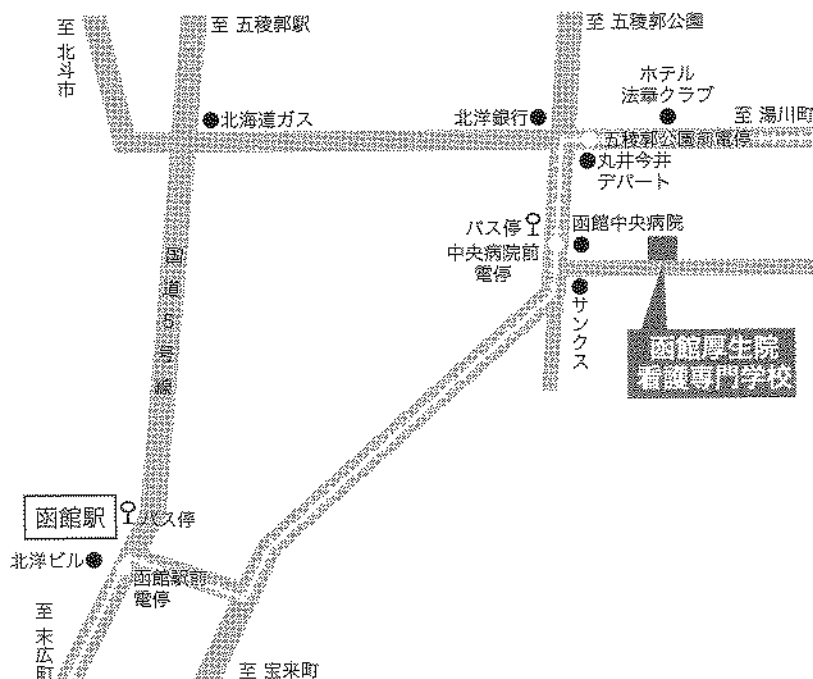 至 北斗市
至 五稜郭駅
至 五稜郭公園
ホテル
法華クラブ
至 湯川町
北海道ガス
北洋銀行
五稜郭公園前電停
丸井今井
デパート
バス停
函館中央病院
中央病院前
電停
サンクス
国道5号線
函館厚生院
看護専門学校
函館駅
バス停
北洋ビル
函館駅前
電停
至 末広町
至 宝来町